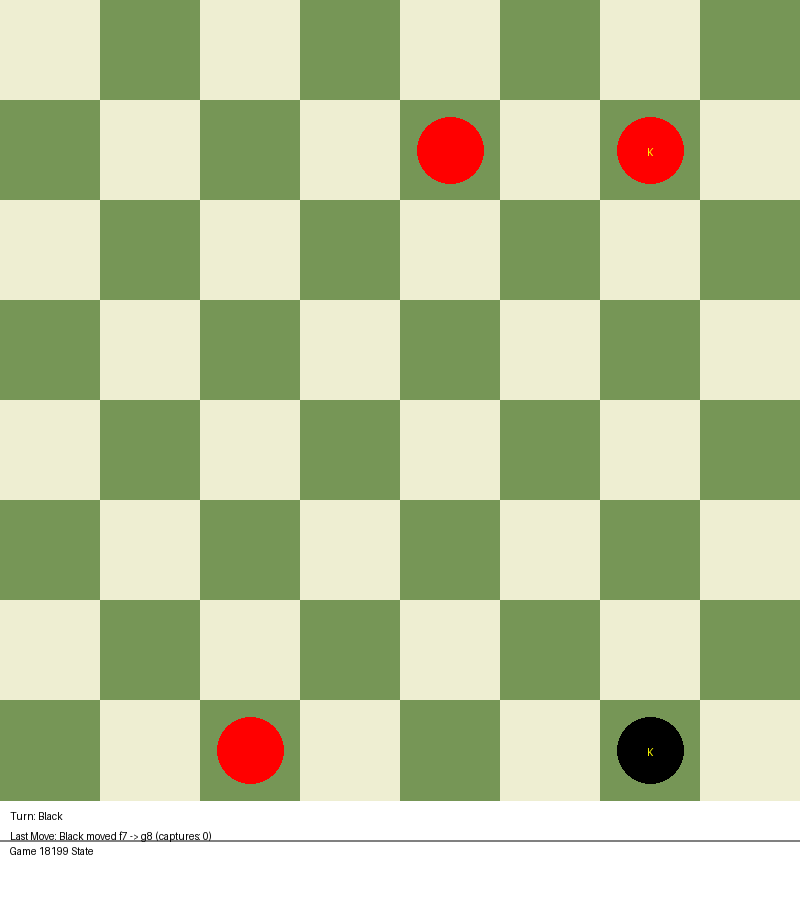 K
K
Turn: Black
Last Move: Black moved f7 -> g8 (captures: 0)
Game 18199 State